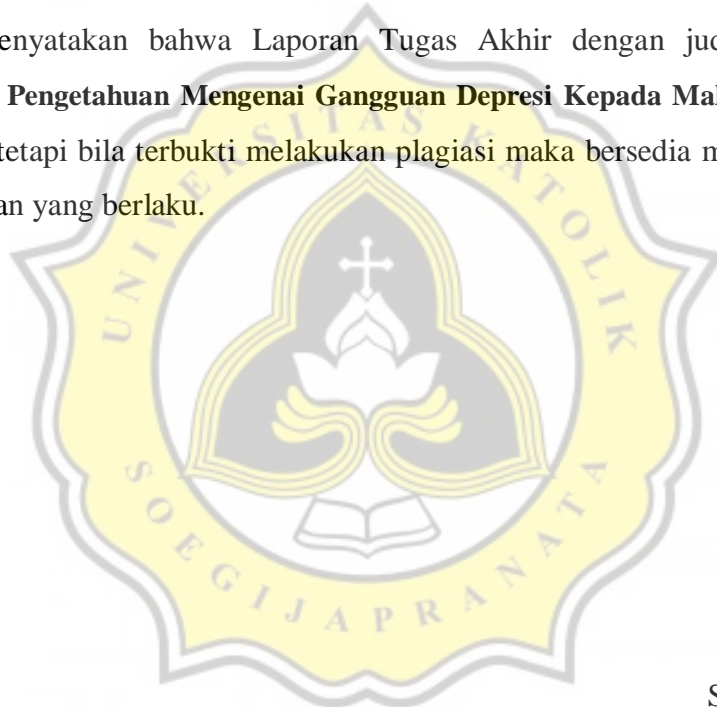 enyatakan bahwa Laporan Tugas Akhir dengan jud
Pengetahuan Mengenai Gangguan Depresi Kepada Mal
tetapi bila terbukti melakukan plagiasi maka bersedia m
an yang berlaku.
UNIVERSITAS KATOLIK
SOEGIJAPRANATA
S